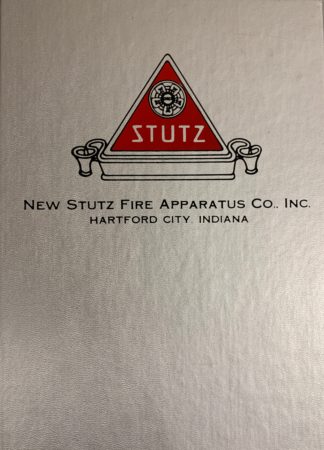 STUTZ
NEW STUTZ FIRE APPARATUS CO., INC.
HARTFORD CITY, INDIANA